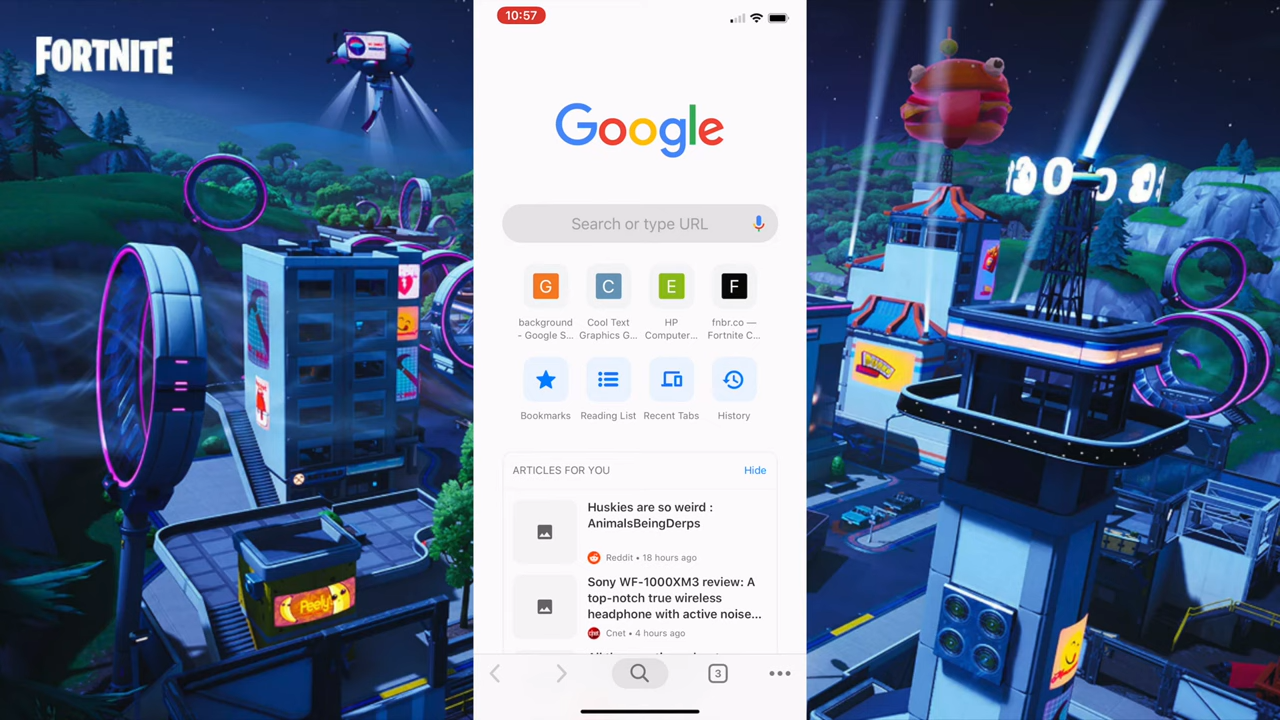 FORTNITE
10:57
Google
Search or type URL
G
C
E
F
background
- Google S...
Cool Text
Graphics G...
HP
Computer...
fnbr.co —
Fortnite C...
Bookmarks
Reading List
Recent Tabs
History
ARTICLES FOR YOU
Hide
Huskies are so weird :
AnimalsBeingDerps
Reddit • 18 hours ago
Sony WF-1000XM3 review: A
top-notch true wireless
headphone with active noise...
cnet
Cnet • 4 hours ago
3
Peely